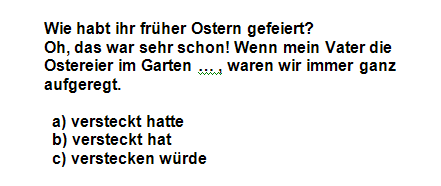 Wie habt ihr früher Ostern gefeiert?
Oh, das war sehr schon! Wenn mein Vater die
Ostereier im Garten ... , waren wir immer ganz
aufgeregt.
a) versteckt hatte
b) versteckt hat
c) verstecken würde